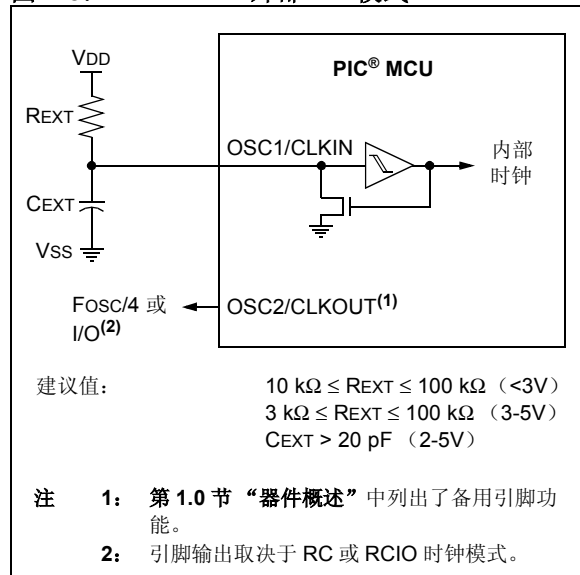 VDD
PIC® MCU
REXT
OSC1/CLKIN
内部
时钟
CEXT
VSS
FOSC/4 或
I/O(2)
OSC2/CLKOUT(1)
建议值: 10 kΩ ≤ REXT ≤ 100 kΩ （<3V）
3 kΩ ≤ REXT ≤ 100 kΩ （3-5V）
CEXT > 20 pF （2-5V）
注 1: 第 1.0 节 “器件概述” 中列出了备用引脚功
能。
2: 引脚输出取决于 RC 或 RCIO 时钟模式。